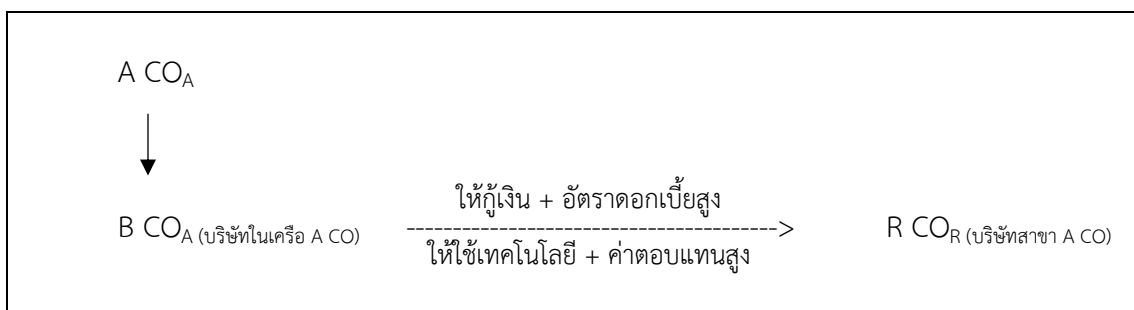 A CO_A
ให้กู้เงิน + อัตราดอกเบี้ยสูง
B CO_A (บริษัทในเครือ A CO) ----------------------------------------> R CO_R (บริษัทสาขา A CO)
ให้ใช้เทคโนโลยี + ค่าตอบแทนสูง